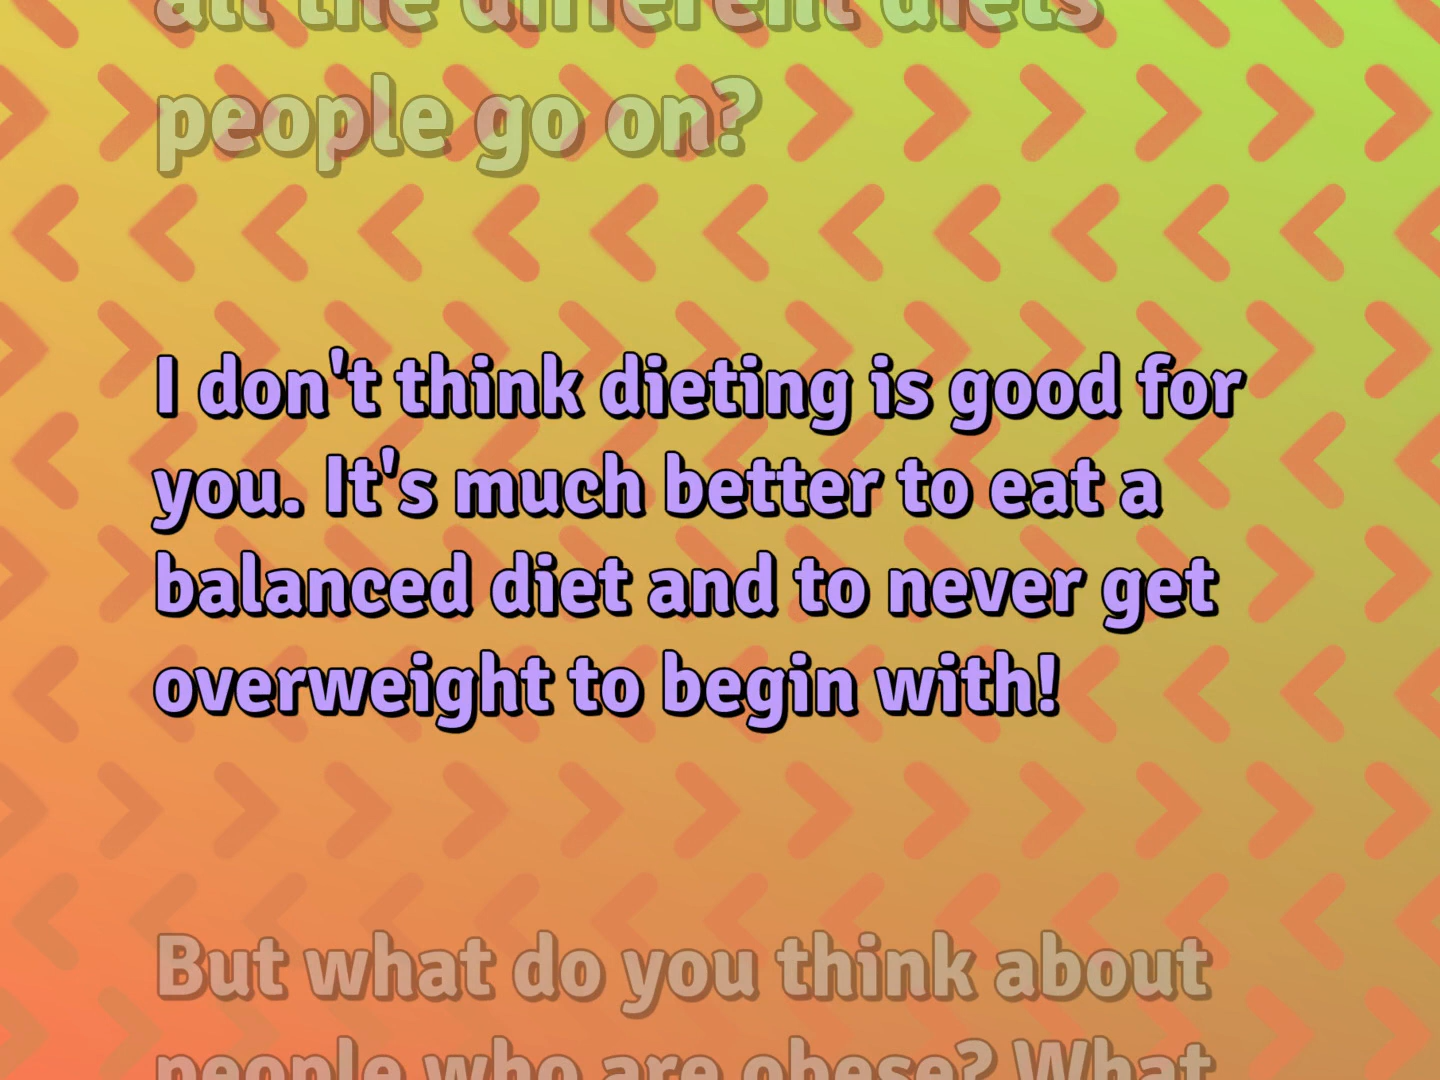 all the different diets
people go on?
I don't think dieting is good for
you. It's much better to eat a
balanced diet and to never get
overweight to begin with!
But what do you think about
people who are obese? What